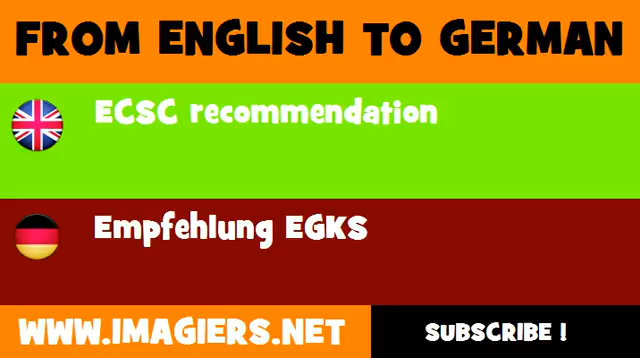 FROM ENGLISH TO GERMAN
ECSC recommendation
Empfehlung EGKS
WWW.IMAGIERS.NET
SUBSCRIBE !